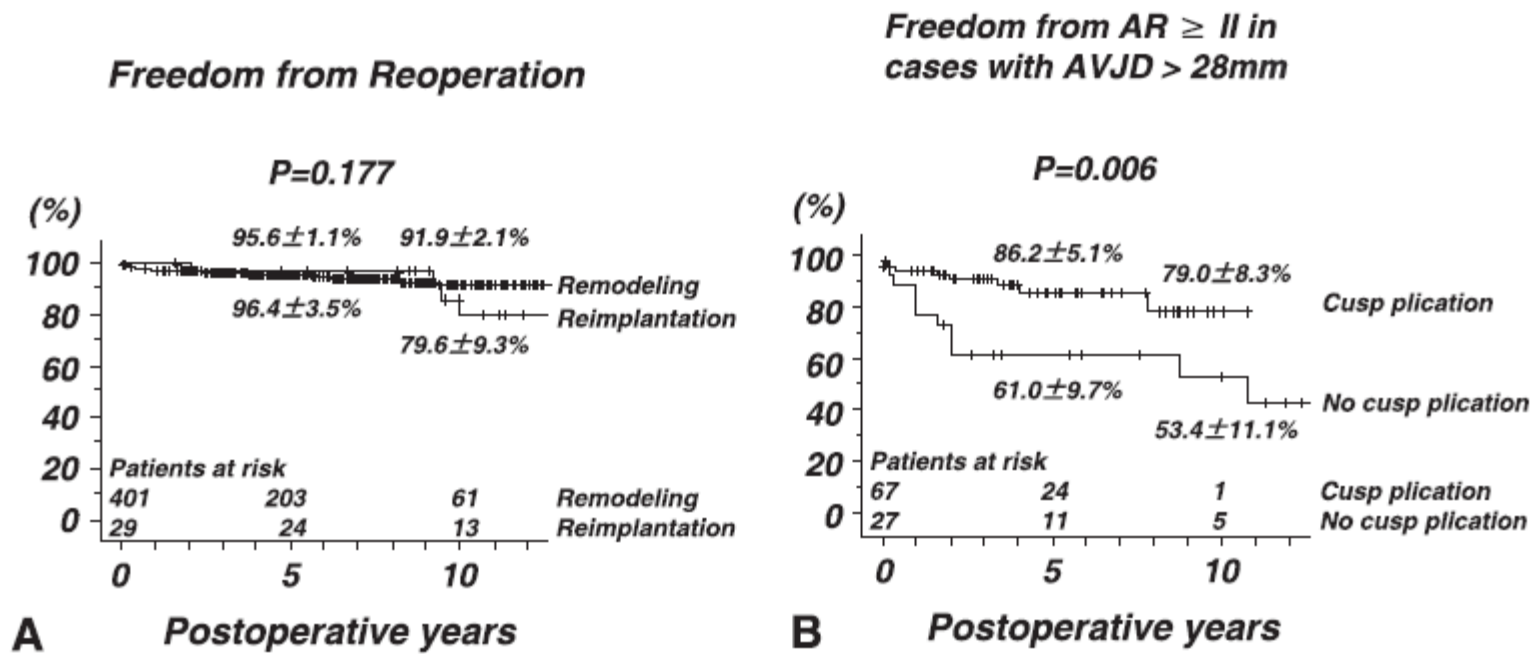 Freedom from Reoperation
P=0.177
(%)
95.6±1.1% 91.9±2.1%
100
Remodeling
96.4±3.5%
80
Reimplantation
79.6±9.3%
60
40
20
Patients at risk
401 203 61 Remodeling
0
29 24 13 Reimplantation
0 5 10
A
Postoperative years
Freedom from AR ≥ II in
cases with AVJD > 28mm
P=0.006
(%)
86.2±5.1%
100
79.0±8.3%
Cusp plication
80
60
61.0±9.7%
40
No cusp plication
53.4±11.1%
20
Patients at risk
67 24 1 Cusp plication
0
27 11 5 No cusp plication
0 5 10
B
Postoperative years